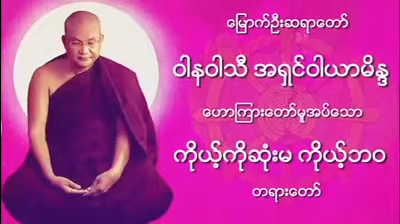 မြောက်ဦးဆရာတော်
ဝါနဝါသီ အရှင်ဝါယာမိန္ဒ
ဟောကြားတော်မူအပ်သော
ကိုယ့်ကိုဆုံးမ ကိုယ့်ဘဝ
တရားတော်